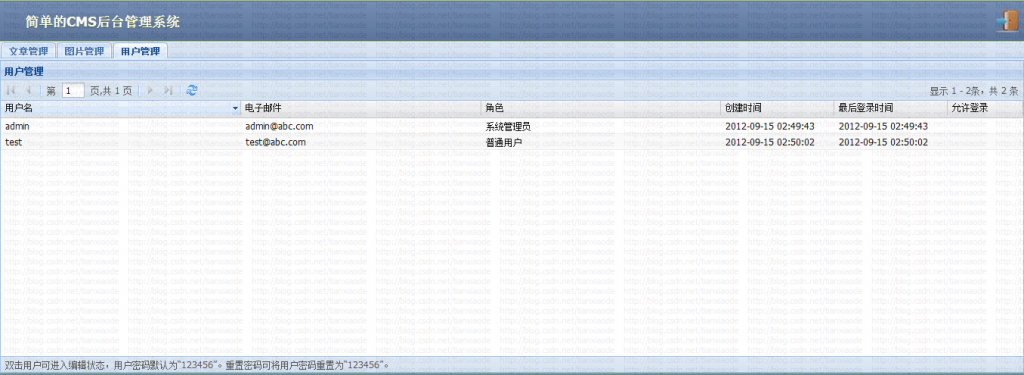 简单的CMS后台管理系统
文章管理 图片管理 用户管理
用户管理
第 1 页,共 1 页 显示 1 - 2条，共 2 条
用户名 电子邮件 角色 创建时间 最后登录时间 允许登录
admin admin@abc.com 系统管理员 2012-09-15 02:49:43 2012-09-15 02:49:43
test test@abc.com 普通用户 2012-09-15 02:50:02 2012-09-15 02:50:02
双击用户可进入编辑状态，用户密码默认为“123456”。重置密码可将用户密码重置为“123456”。